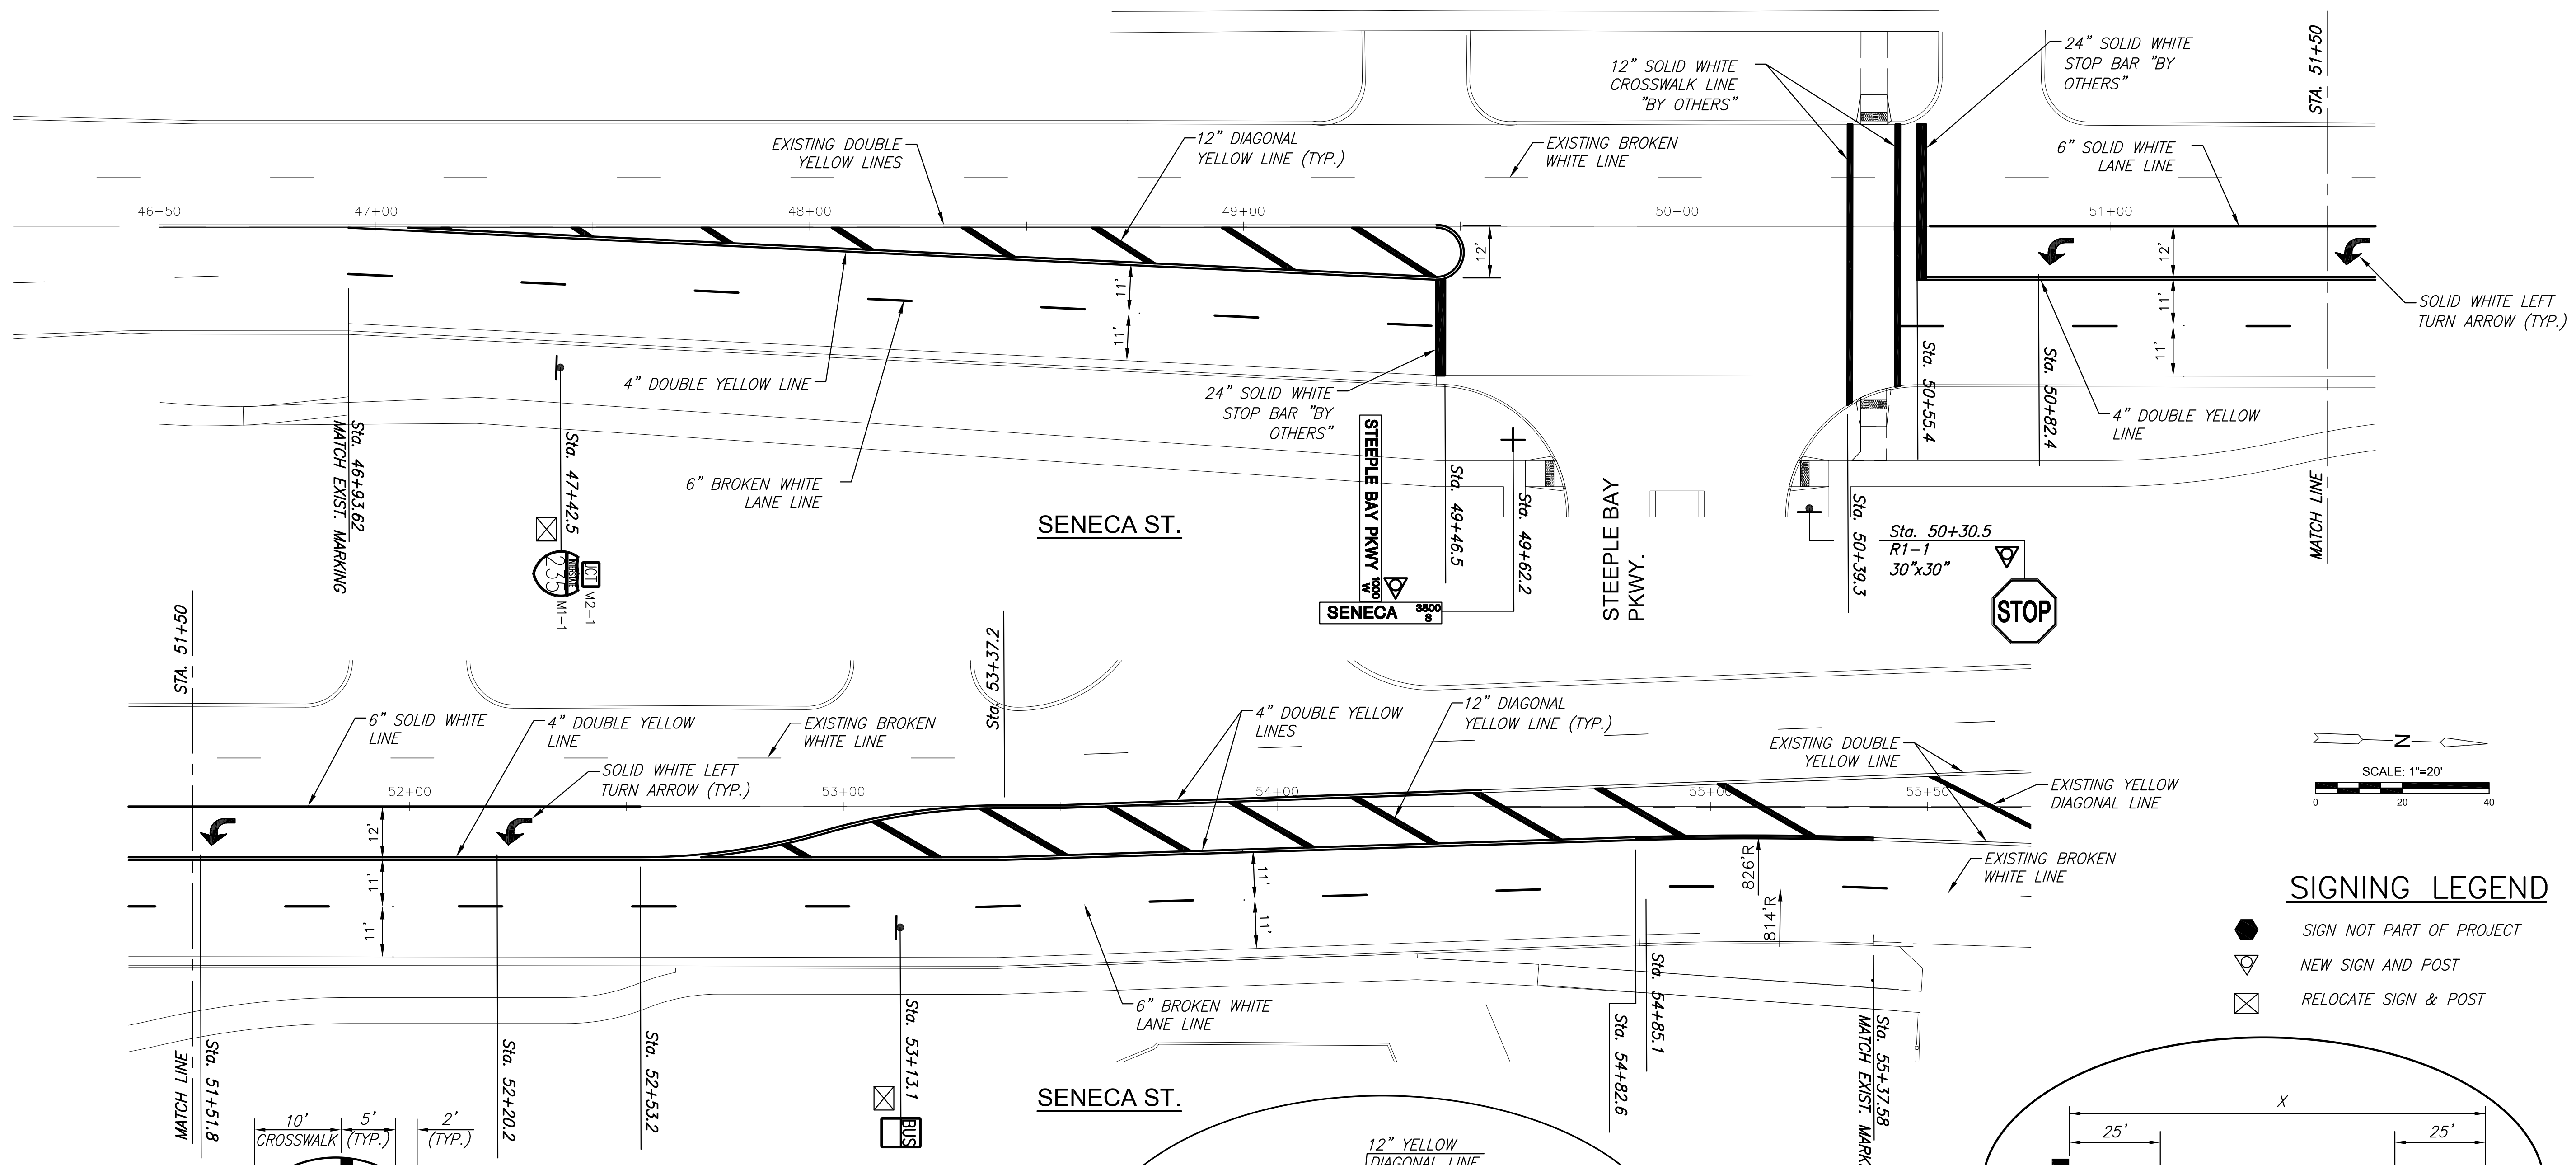 12" SOLID WHITE
CROSSWALK LINE
"BY OTHERS"
24" SOLID WHITE
STOP BAR "BY
OTHERS"
STA. 51+50
EXISTING DOUBLE
YELLOW LINES
12" DIAGONAL
YELLOW LINE (TYP.)
EXISTING BROKEN
WHITE LINE
6" SOLID WHITE
LANE LINE
46+50
47+00
48+00
49+00
50+00
51+00
12'
11'
11'
12'
11'
11'
SOLID WHITE LEFT
TURN ARROW (TYP.)
4" DOUBLE YELLOW LINE
6" BROKEN WHITE
LANE LINE
24" SOLID WHITE
STOP BAR "BY
OTHERS"
4" DOUBLE YELLOW
LINE
Sta. 46+93.62
MATCH EXIST. MARKING
Sta. 47+42.5
JCT
INTERSTATE
235
M2-1
M1-1
SENECA ST.
STEEPLE BAY PKWY 1000
W
SENECA 3800
S
Sta. 49+46.5
Sta. 49+62.2
STEEPLE BAY
PKWY.
Sta. 50+39.3
Sta. 50+30.5
R1-1
30"x30"
STOP
Sta. 50+55.4
Sta. 50+82.4
MATCH LINE
STA. 51+50
6" SOLID WHITE
LINE
4" DOUBLE YELLOW
LINE
EXISTING BROKEN
WHITE LINE
SOLID WHITE LEFT
TURN ARROW (TYP.)
Sta. 53+37.2
4" DOUBLE YELLOW
LINES
12" DIAGONAL
YELLOW LINE (TYP.)
EXISTING DOUBLE
YELLOW LINE
EXISTING YELLOW
DIAGONAL LINE
EXISTING BROKEN
WHITE LINE
52+00
53+00
54+00
55+00
55+50
12'
11'
11'
11'
11'
826'R
814'R
6" BROKEN WHITE
LANE LINE
MATCH LINE
Sta. 51+51.8
Sta. 52+20.2
Sta. 52+53.2
Sta. 53+13.1
BUS
SENECA ST.
Sta. 54+82.6
Sta. 54+85.1
Sta. 55+37.58
MATCH EXIST. MARK
N
SCALE: 1"=20'
0 20 40
SIGNING LEGEND
SIGN NOT PART OF PROJECT
NEW SIGN AND POST
RELOCATE SIGN & POST
10'
CROSSWALK
5'
(TYP.)
2'
(TYP.)
12" YELLOW
DIAGONAL LINE
X
25'
25'